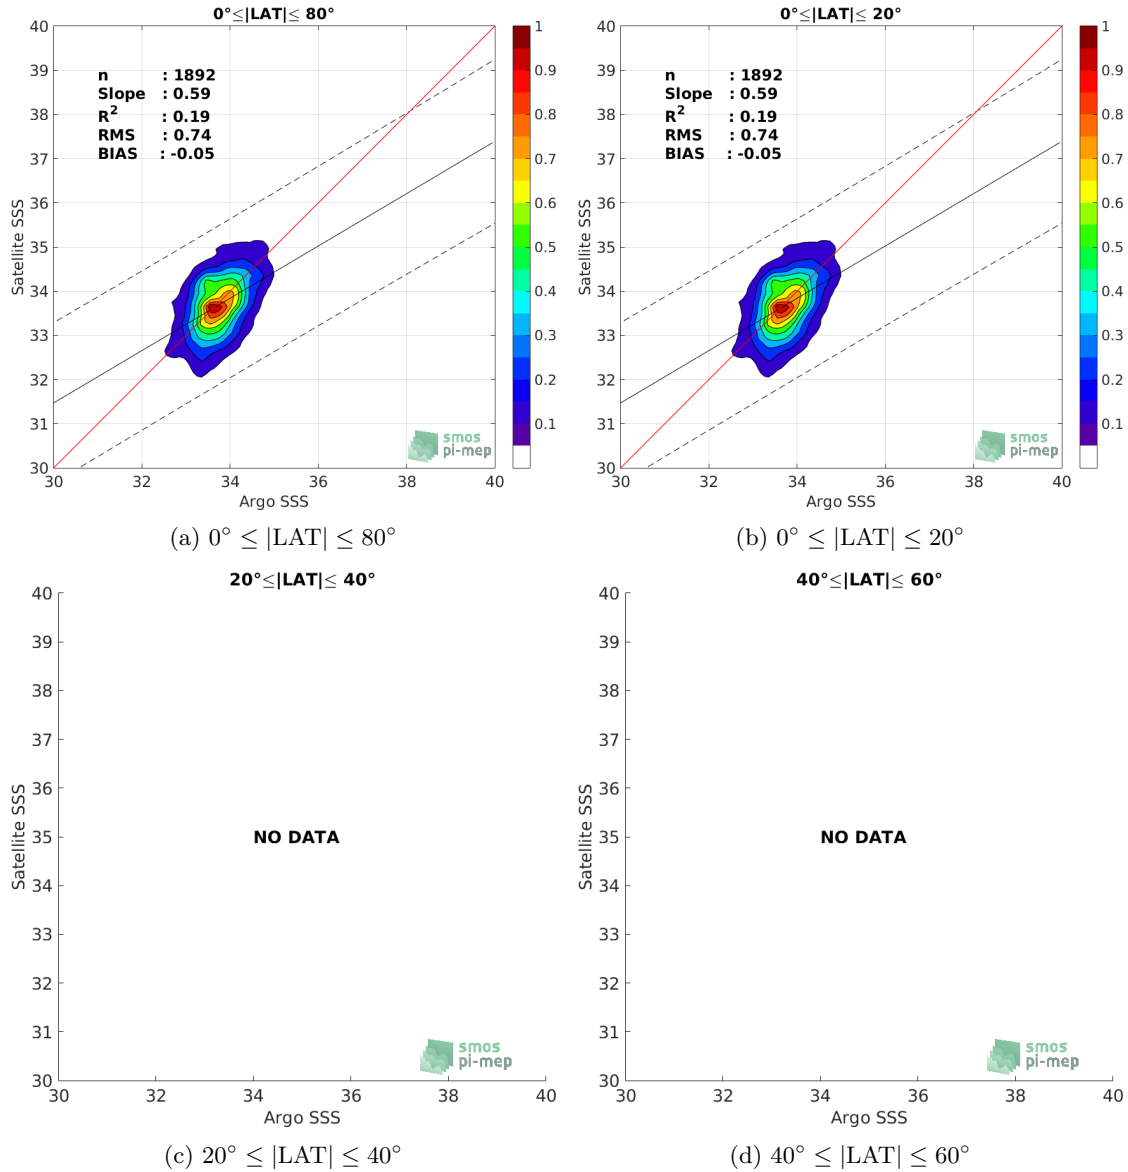 0°≤|LAT|≤ 80°
40
39
38
37
36
35
34
33
32
31
30
Satellite SSS
n : 1892
Slope : 0.59
R2 : 0.19
RMS : 0.74
BIAS : -0.05
smos
pi-mep
30 32 34 36 38 40
Argo SSS
1
0.9
0.8
0.7
0.6
0.5
0.4
0.3
0.2
0.1
(a) 0° ≤ |LAT| ≤ 80°
0°≤|LAT|≤ 20°
40
39
38
37
36
35
34
33
32
31
30
Satellite SSS
n : 1892
Slope : 0.59
R2 : 0.19
RMS : 0.74
BIAS : -0.05
smos
pi-mep
30 32 34 36 38 40
Argo SSS
1
0.9
0.8
0.7
0.6
0.5
0.4
0.3
0.2
0.1
(b) 0° ≤ |LAT| ≤ 20°
20°≤|LAT|≤ 40°
40
39
38
37
36
35
34
33
32
31
30
Satellite SSS
NO DATA
smos
pi-mep
30 32 34 36 38 40
Argo SSS
(c) 20° ≤ |LAT| ≤ 40°
40°≤|LAT|≤ 60°
40
39
38
37
36
35
34
33
32
31
30
Satellite SSS
NO DATA
smos
pi-mep
30 32 34 36 38 40
Argo SSS
(d) 40° ≤ |LAT| ≤ 60°